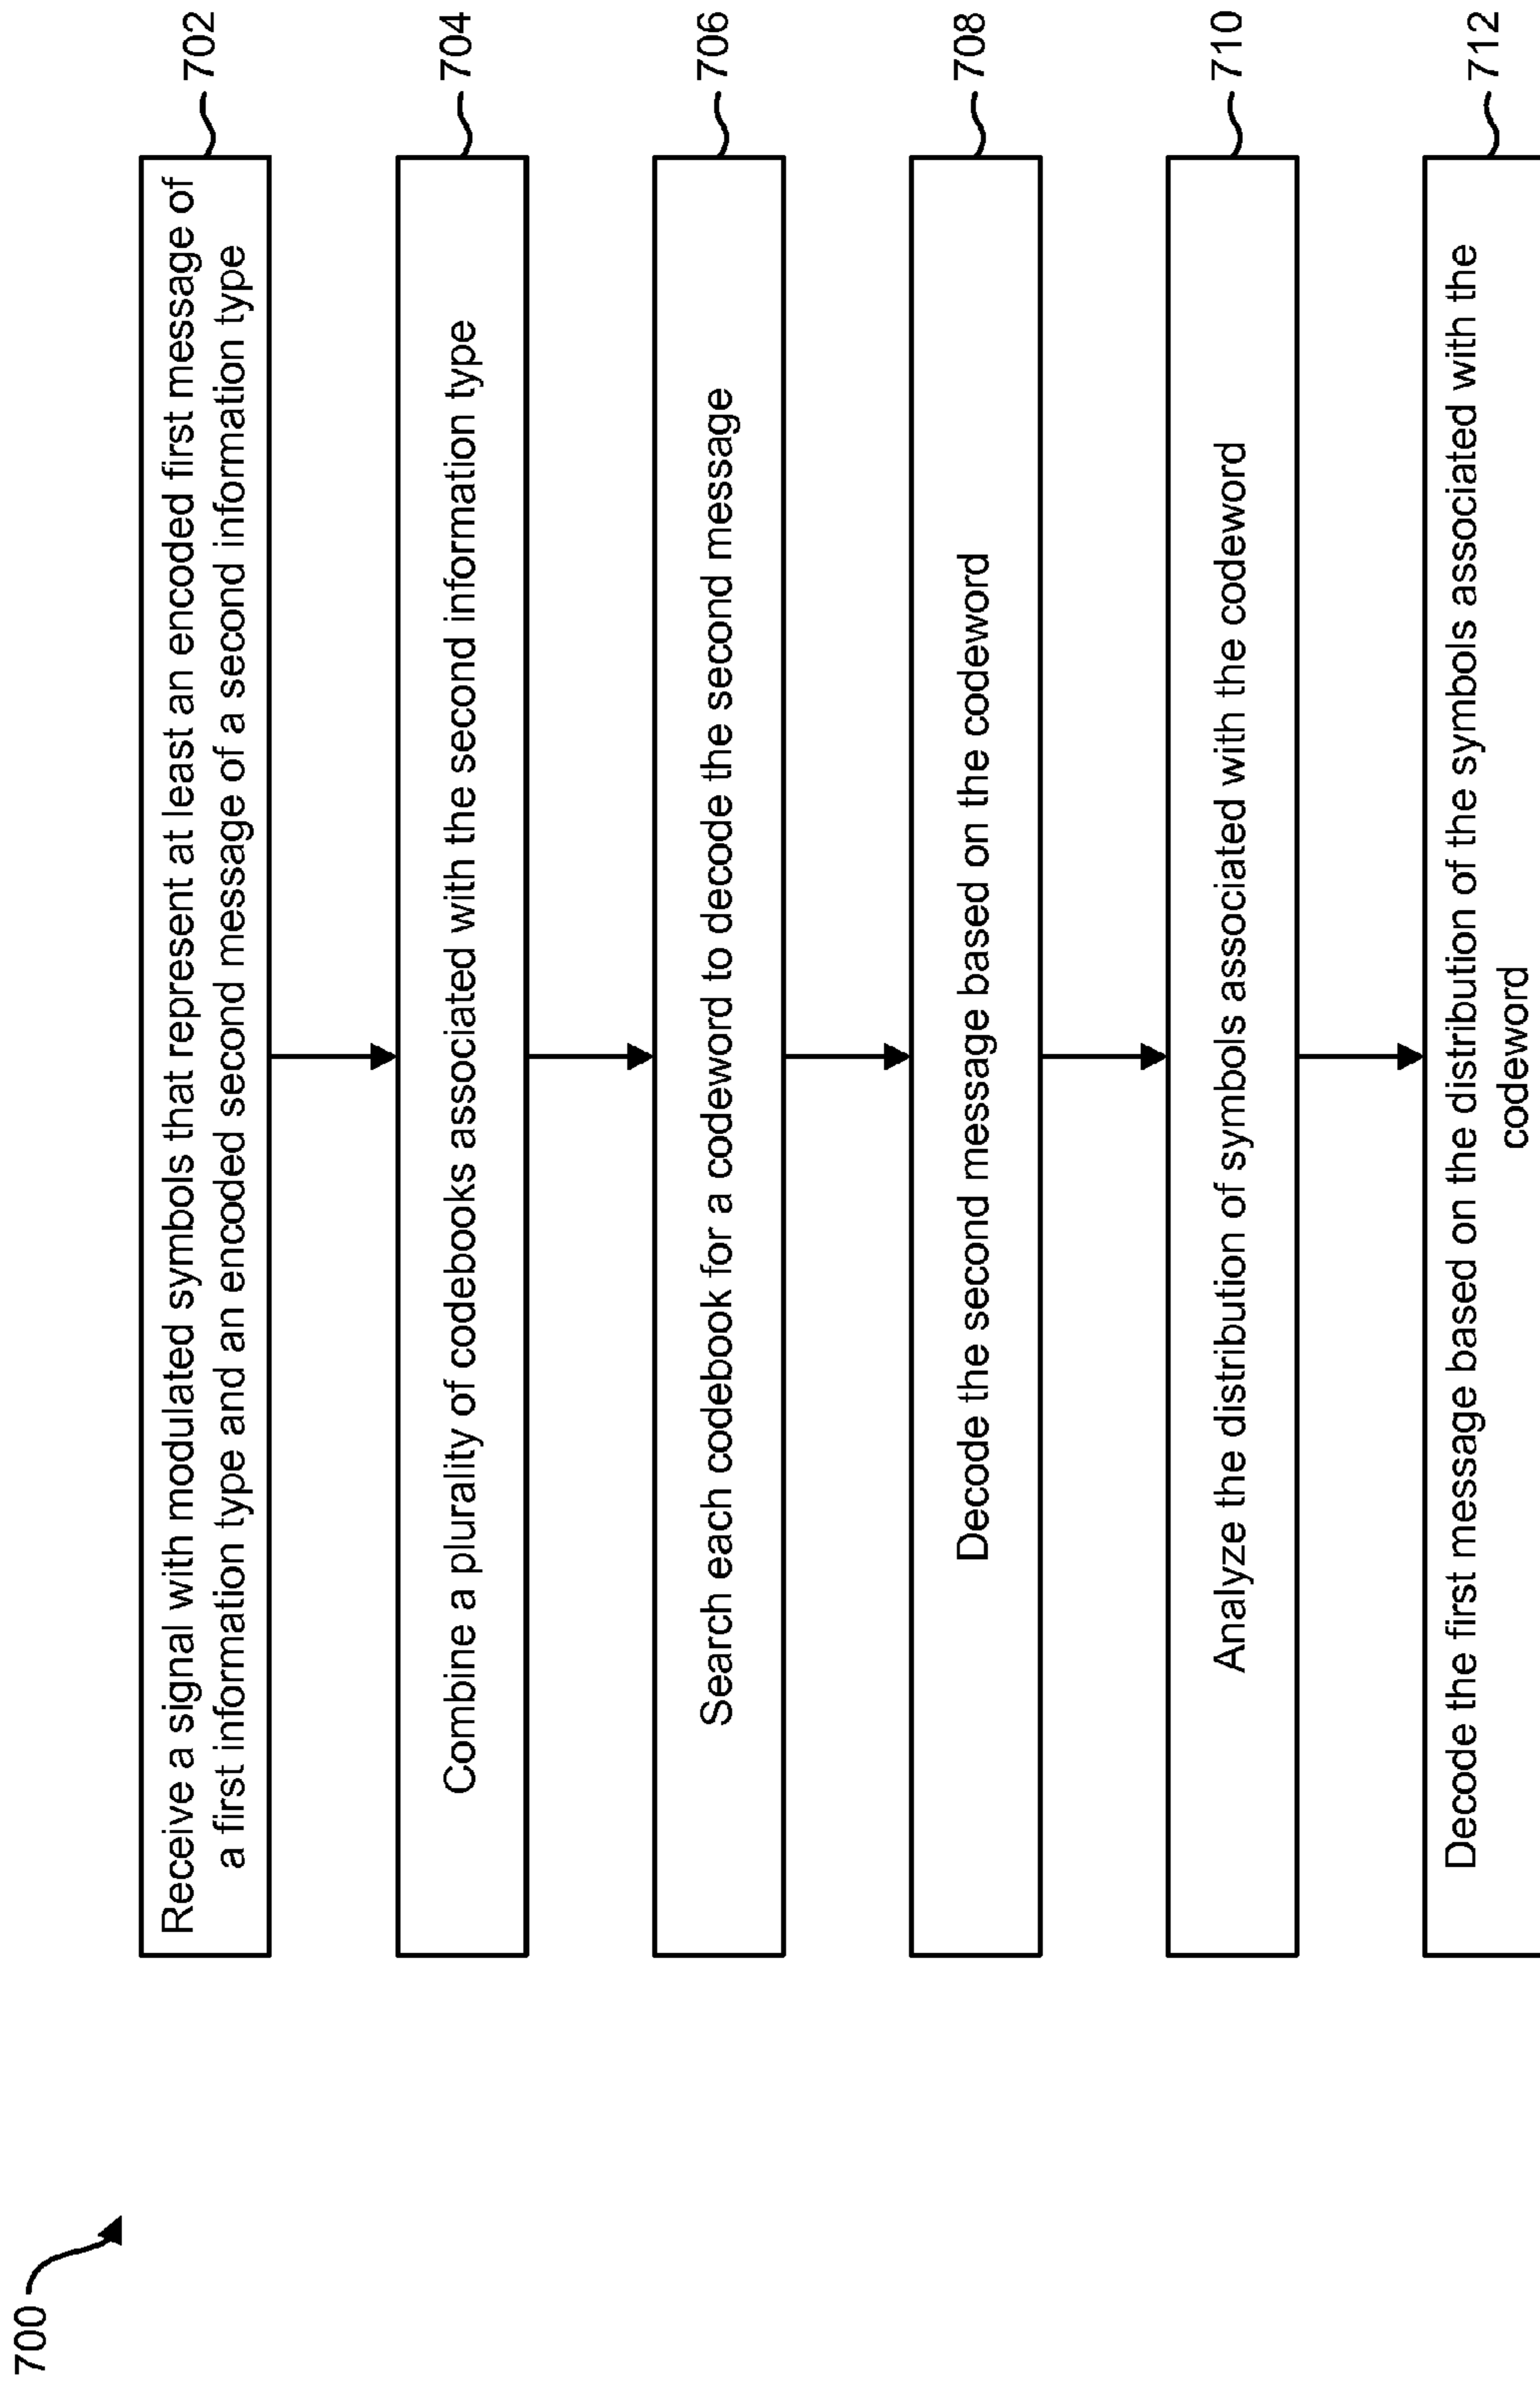 700
Receive a signal with modulated symbols that represent at least an encoded first message of
a first information type and an encoded second message of a second information type
702
Combine a plurality of codebooks associated with the second information type
704
Search each codebook for a codeword to decode the second message
706
Decode the second message based on the codeword
708
Analyze the distribution of symbols associated with the codeword
710
Decode the first message based on the distribution of the symbols associated with the
codeword
712